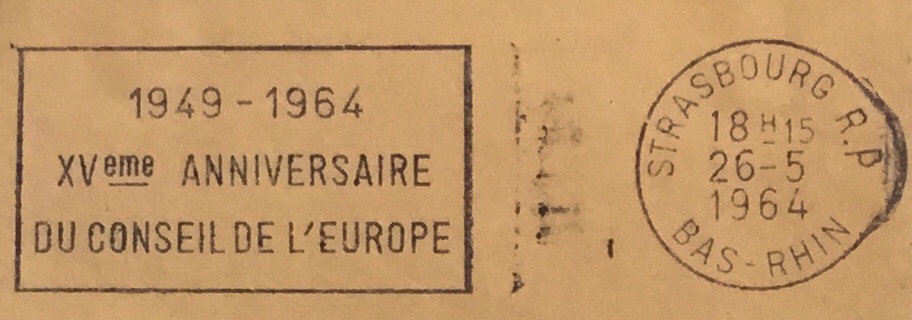 1949 - 1964
XVeme ANNIVERSAIRE
DU CONSEIL DE L'EUROPE
STRASBOURG R.P
18H15
26-5
1964
BAS-RHIN